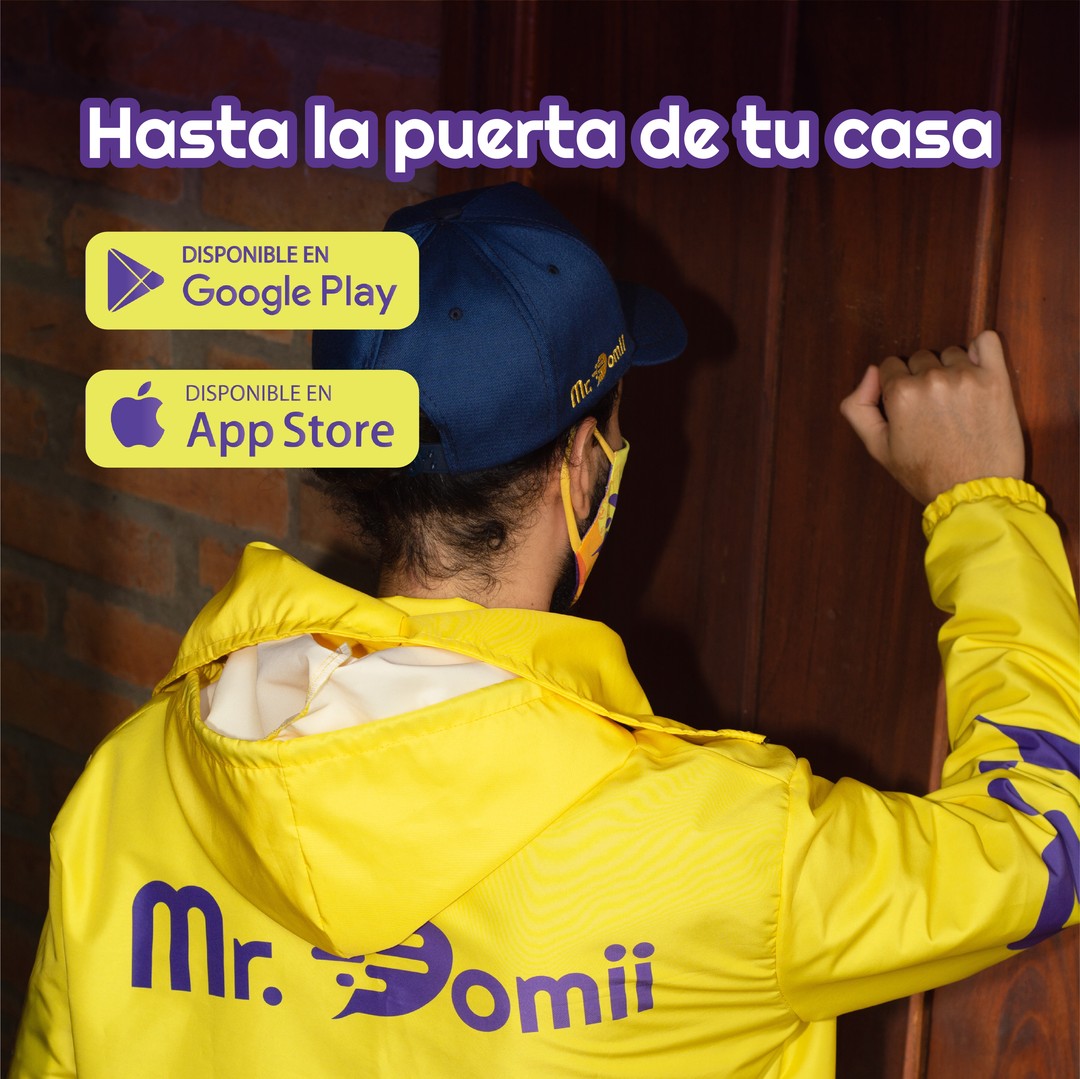 Hasta la puerta de tu casa
DISPONIBLE EN
Google Play
DISPONIBLE EN
App Store
Mr. Domii
Mr. Domii